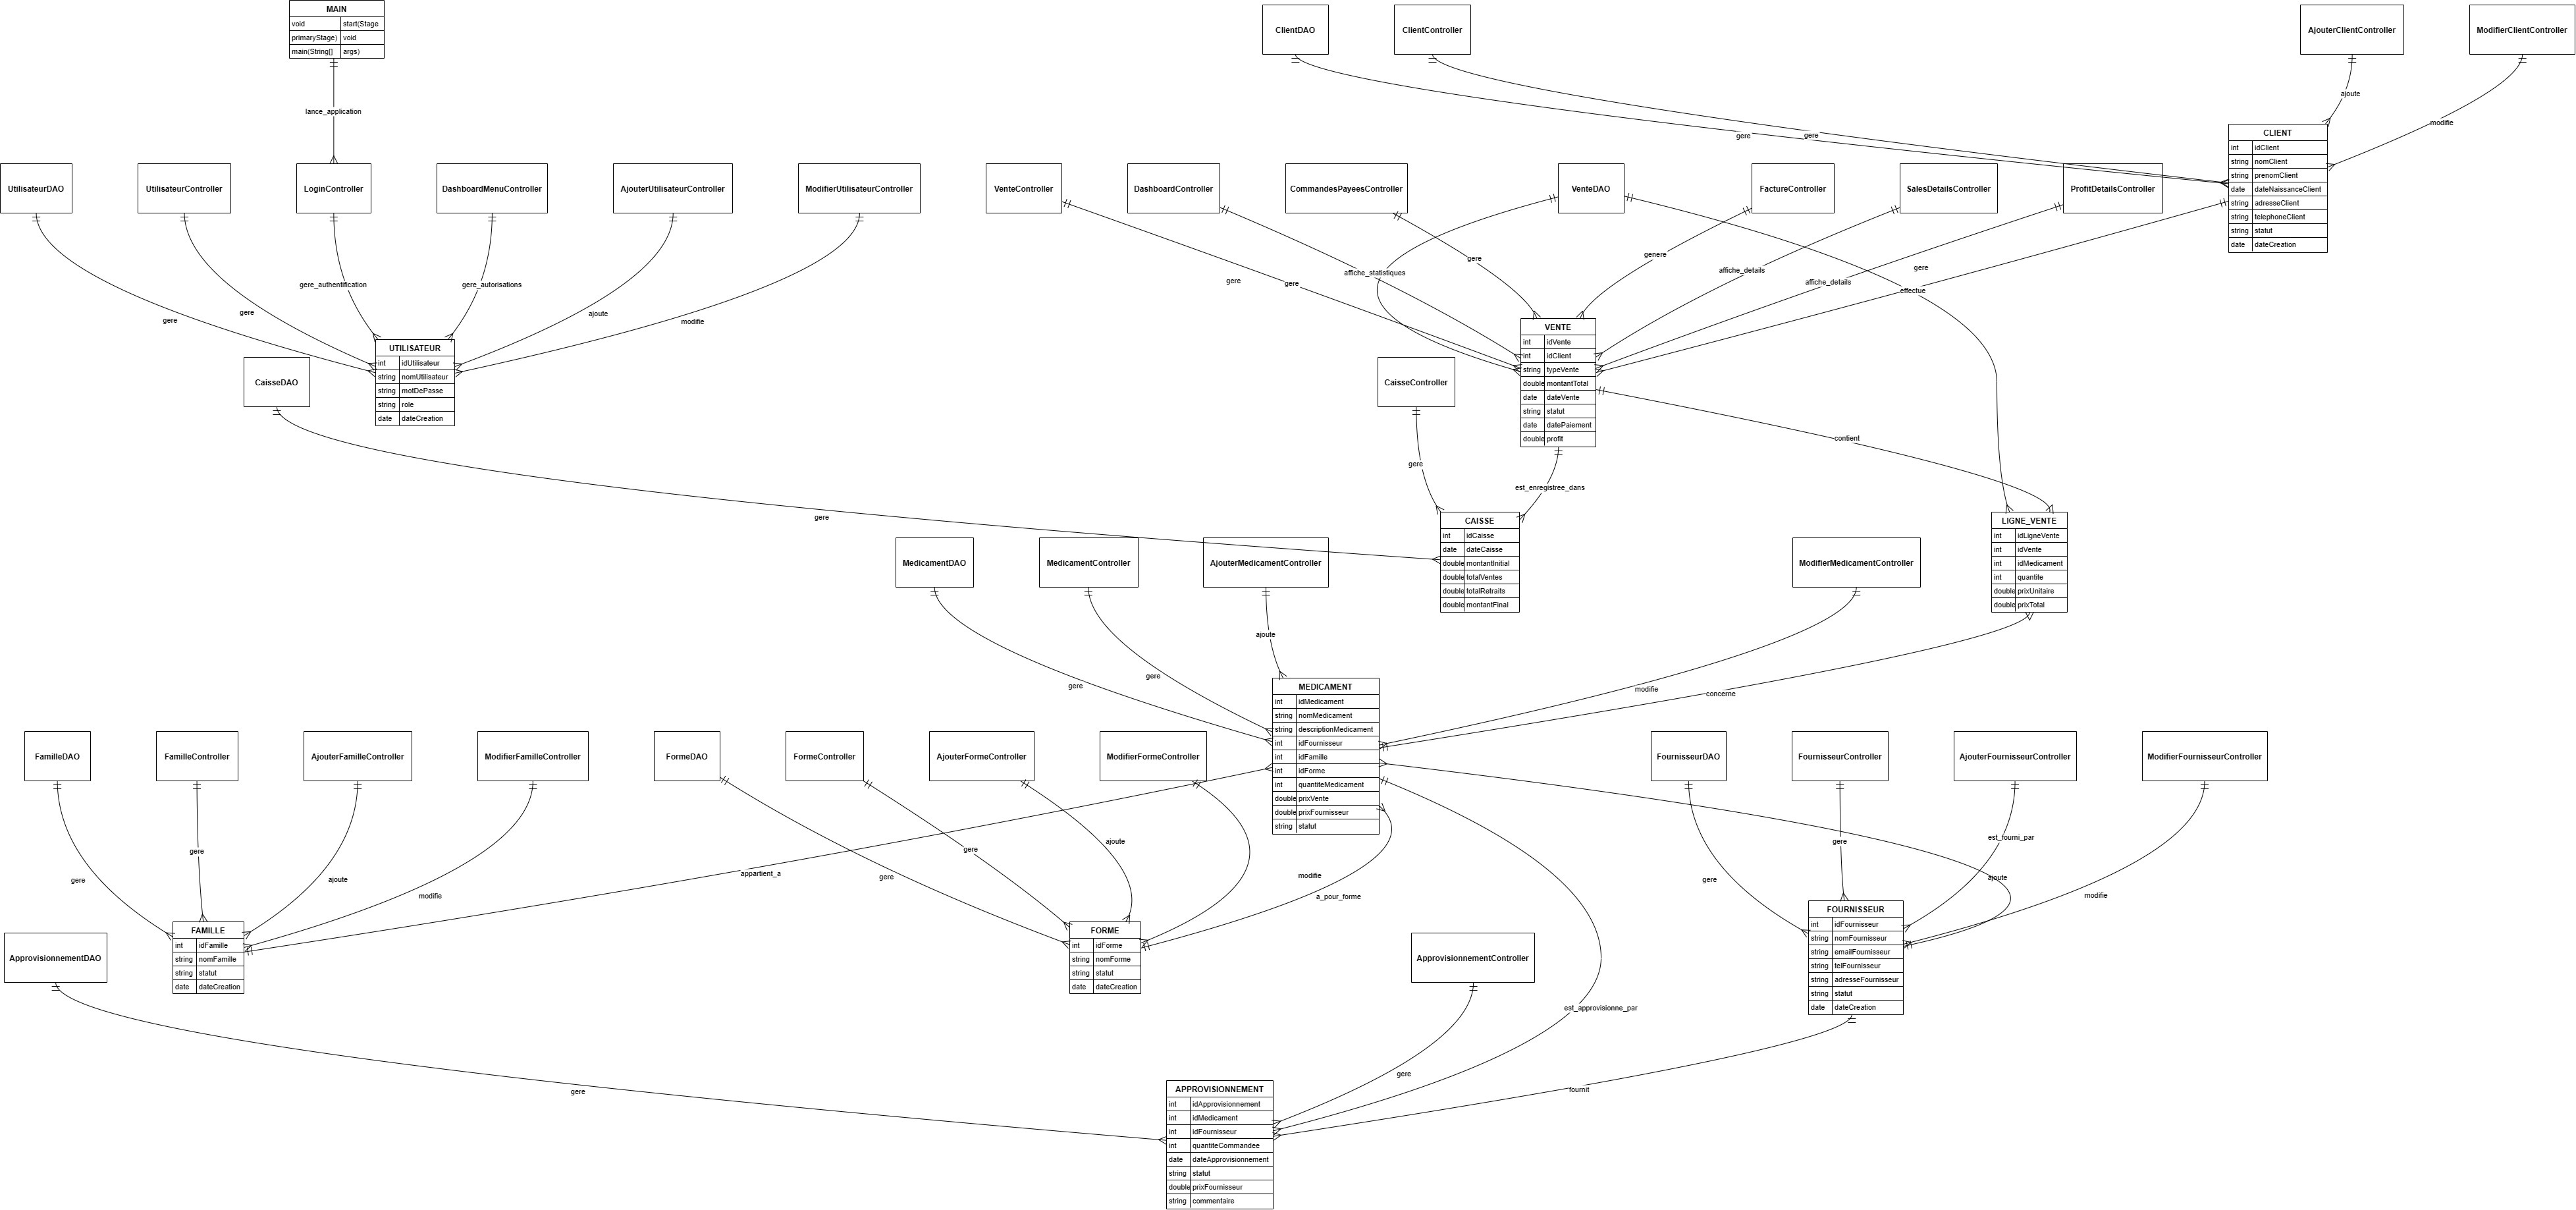 MAIN
void start(Stage
primaryStage) void
main(String[] args)
ClientDAO
ClientController
AjouterClientController
ModifierClientController
lance_application
ajoute
modifie
gere
gere
CLIENT
int idClient
string nomClient
string prenomClient
date dateNaissanceClient
string adresseClient
string telephoneClient
string statut
date dateCreation
UtilisateurDAO
UtilisateurController
LoginController
DashboardMenuController
AjouterUtilisateurController
ModifierUtilisateurController
VenteController
DashboardController
CommandesPayeesController
VenteDAO
FactureController
SalesDetailsController
ProfitDetailsController
gere
gere
gere_authentification
gere_autorisations
ajoute
modifie
gere
gere
affiche_statistiques
gere
genere
affiche_details
affiche_details
gere
effectue
UTILISATEUR
int idUtilisateur
string nomUtilisateur
string motDePasse
string role
date dateCreation
VENTE
int idVente
int idClient
string typeVente
double montantTotal
date dateVente
string statut
date datePaiement
double profit
CaisseDAO
CaisseController
gere
gere
est_enregistree_dans
contient
CAISSE
int idCaisse
date dateCaisse
double montantInitial
double totalVentes
double totalRetraits
double montantFinal
LIGNE_VENTE
int idLigneVente
int idVente
int idMedicament
int quantite
double prixUnitaire
double prixTotal
MedicamentDAO
MedicamentController
AjouterMedicamentController
ModifierMedicamentController
gere
gere
ajoute
modifie
concerne
MEDICAMENT
int idMedicament
string nomMedicament
string descriptionMedicament
int idFournisseur
int idFamille
int idForme
int quantiteMedicament
double prixVente
double prixFournisseur
string statut
FamilleDAO
FamilleController
AjouterFamilleController
ModifierFamilleController
FormeDAO
FormeController
AjouterFormeController
ModifierFormeController
FournisseurDAO
FournisseurController
AjouterFournisseurController
ModifierFournisseurController
gere
gere
ajoute
modifie
appartient_a
gere
gere
ajoute
modifie
a_pour_forme
gere
gere
est_fourni_par
ajoute
modifie
FAMILLE
int idFamille
string nomFamille
string statut
date dateCreation
FORME
int idForme
string nomForme
string statut
date dateCreation
FOURNISSEUR
int idFournisseur
string nomFournisseur
string emailFournisseur
string telFournisseur
string adresseFournisseur
string statut
date dateCreation
ApprovisionnementDAO
ApprovisionnementController
gere
gere
est_approvisionne_par
fournit
APPROVISIONNEMENT
int idApprovisionnement
int idMedicament
int idFournisseur
int quantiteCommandee
date dateApprovisionnement
string statut
double prixFournisseur
string commentaire